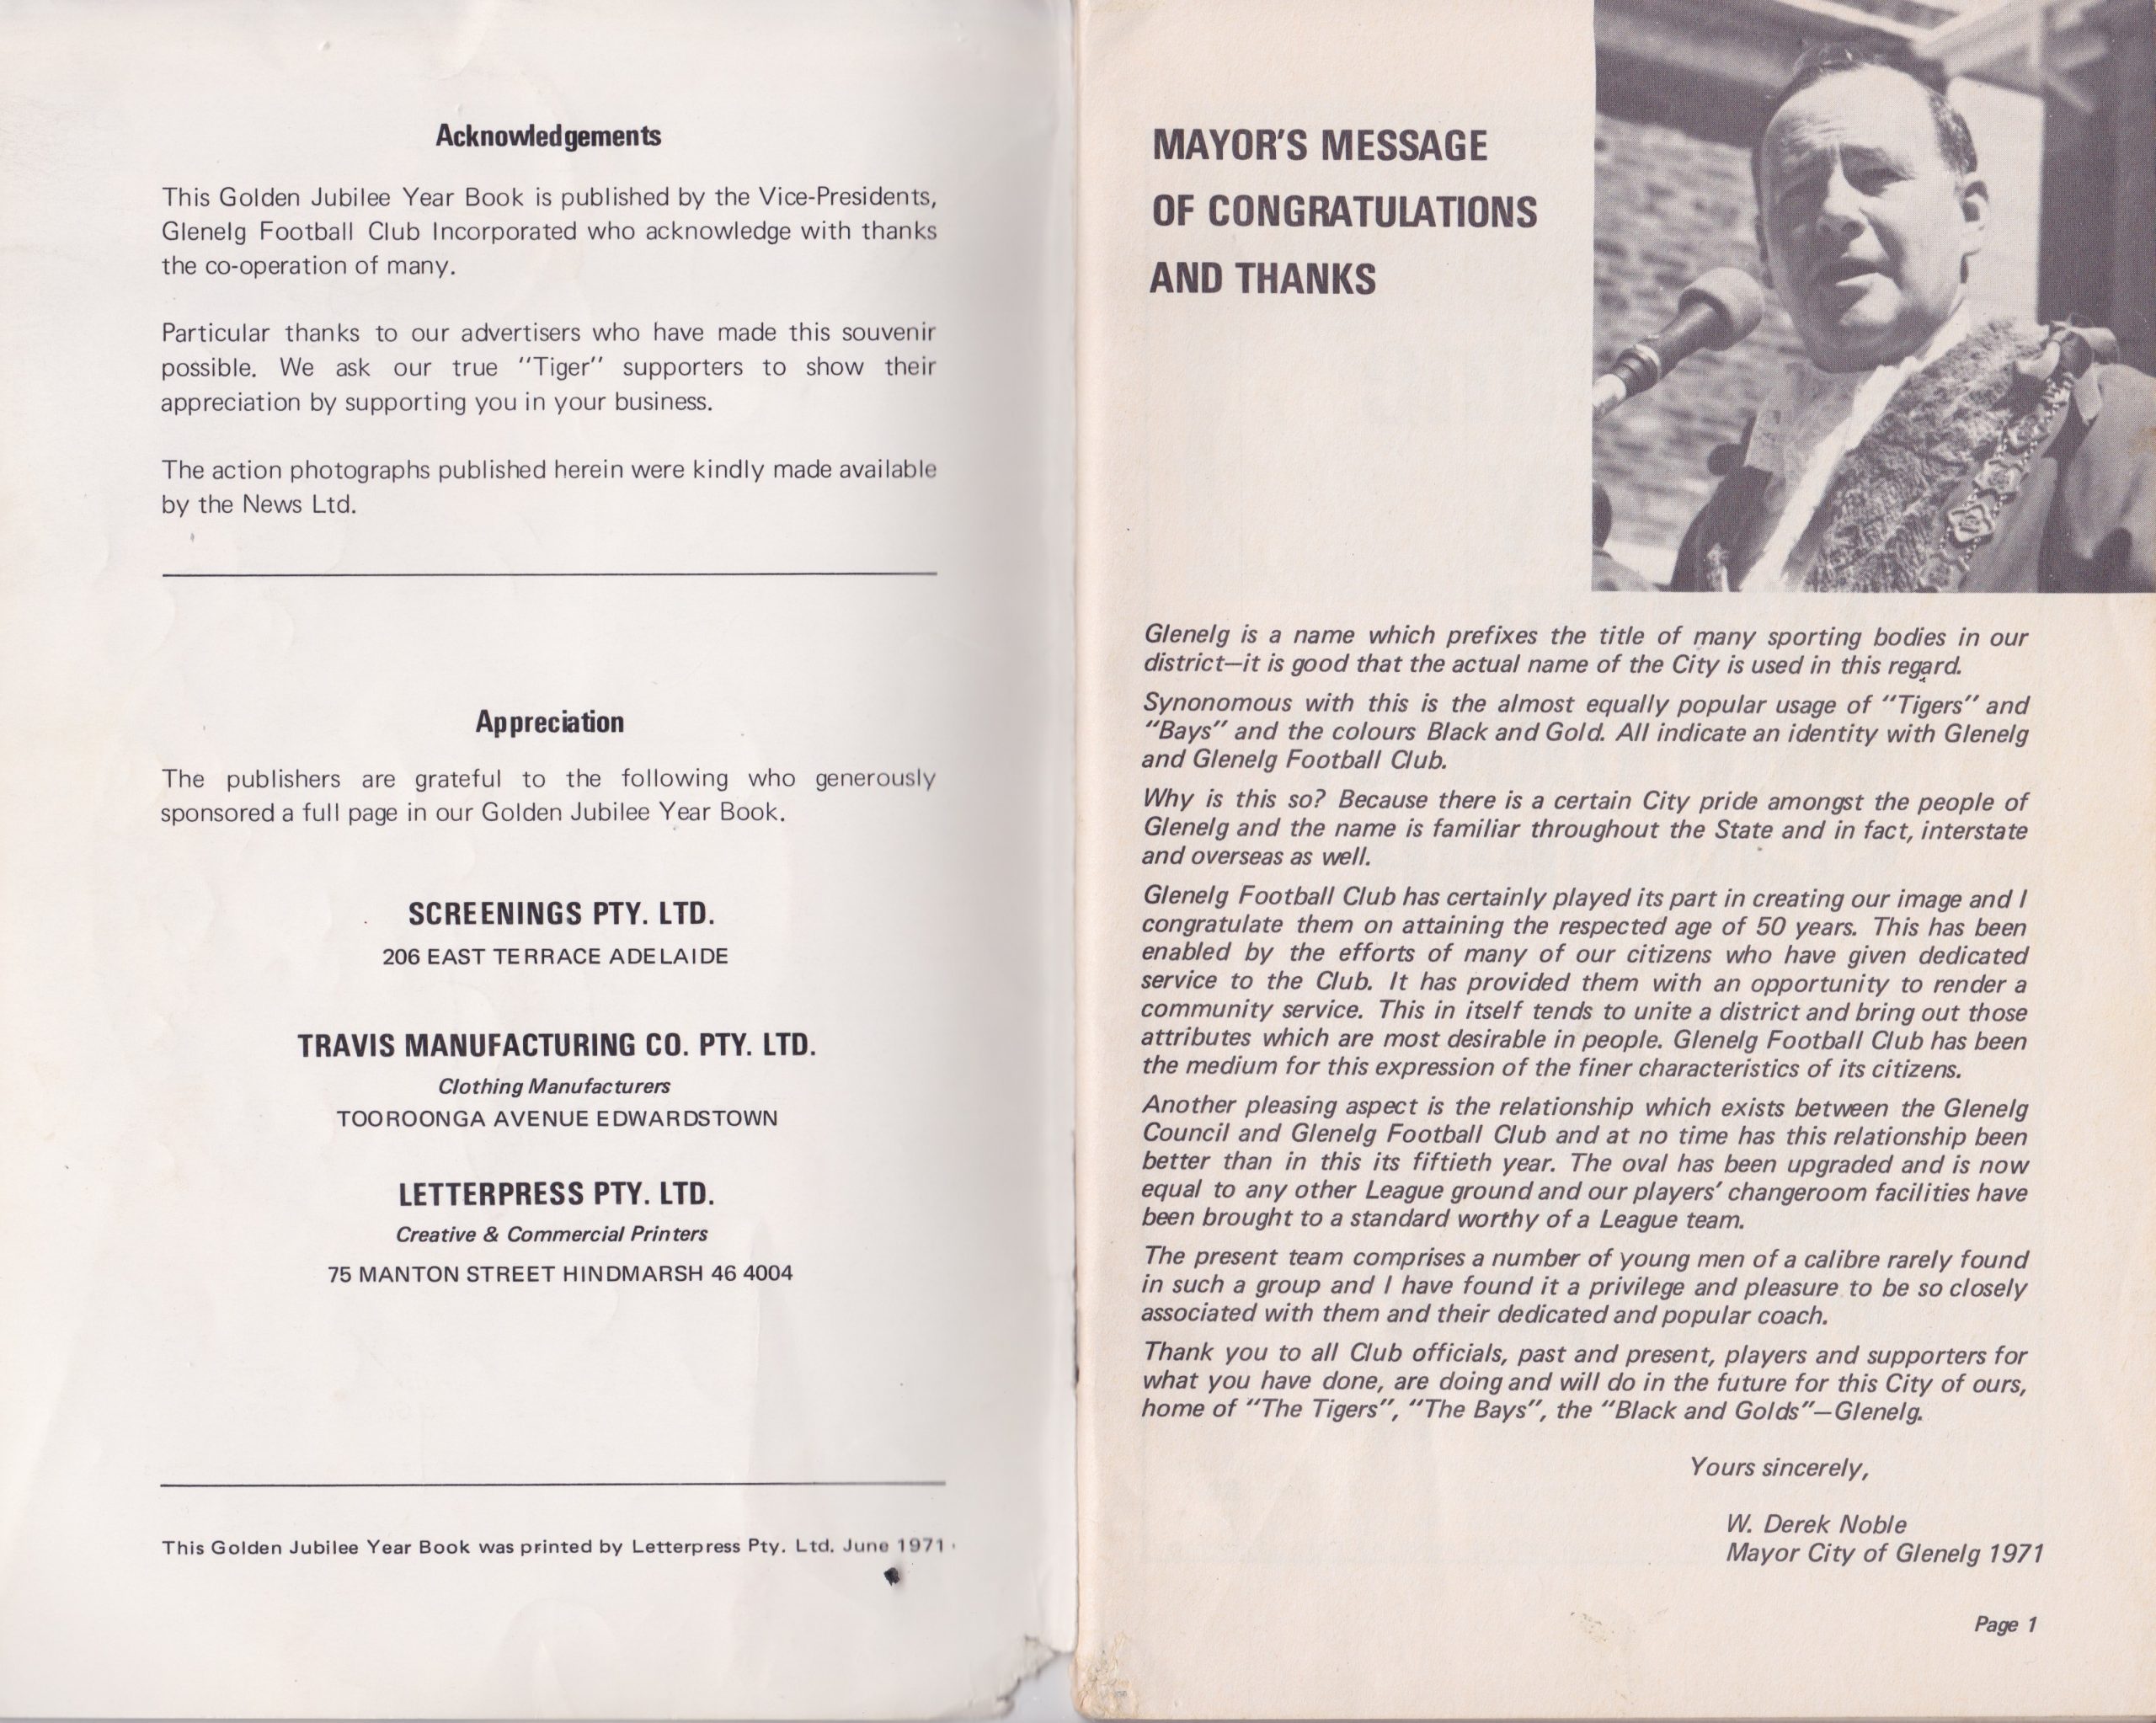 Acknowledgements
This Golden Jubilee Year Book is published by the Vice-Presidents,
Glenelg Football Club Incorporated who acknowledge with thanks
the co-operation of many.
Particular thanks to our advertisers who have made this souvenir
possible. We ask our true "Tiger" supporters to show their
appreciation by supporting you in your business.
The action photographs published herein were kindly made available
by the News Ltd.
Appreciation
The publishers are grateful to the following who generously
sponsored a full page in our Golden Jubilee Year Book.
SCREENINGS PTY. LTD.
206 EAST TERRACE ADELAIDE
TRAVIS MANUFACTURING CO. PTY. LTD.
Clothing Manufacturers
TOOROONGA AVENUE EDWARDSTOWN
LETTERPRESS PTY. LTD.
Creative & Commercial Printers
75 MANTON STREET HINDMARSH 46 4004
This Golden Jubilee Year Book was printed by Letterpress Pty. Ltd. June 1971
MAYOR'S MESSAGE
OF CONGRATULATIONS
AND THANKS
Glenelg is a name which prefixes the title of many sporting bodies in our
district—it is good that the actual name of the City is used in this regard.
Synonomous with this is the almost equally popular usage of "Tigers" and
"Bays" and the colours Black and Gold. All indicate an identity with Glenelg
and Glenelg Football Club.
Why is this so? Because there is a certain City pride amongst the people of
Glenelg and the name is familiar throughout the State and in fact, interstate
and overseas as well.
Glenelg Football Club has certainly played its part in creating our image and I
congratulate them on attaining the respected age of 50 years. This has been
enabled by the efforts of many of our citizens who have given dedicated
service to the Club. It has provided them with an opportunity to render a
community service. This in itself tends to unite a district and bring out those
attributes which are most desirable in people. Glenelg Football Club has been
the medium for this expression of the finer characteristics of its citizens.
Another pleasing aspect is the relationship which exists between the Glenelg
Council and Glenelg Football Club and at no time has this relationship been
better than in this its fiftieth year. The oval has been upgraded and is now
equal to any other League ground and our players' changeroom facilities have
been brought to a standard worthy of a League team.
The present team comprises a number of young men of a calibre rarely found
in such a group and I have found it a privilege and pleasure to be so closely
associated with them and their dedicated and popular coach.
Thank you to all Club officials, past and present, players and supporters for
what you have done, are doing and will do in the future for this City of ours,
home of "The Tigers", "The Bays", the "Black and Golds"—Glenelg.
Yours sincerely,
W. Derek Noble
Mayor City of Glenelg 1971
Page 1